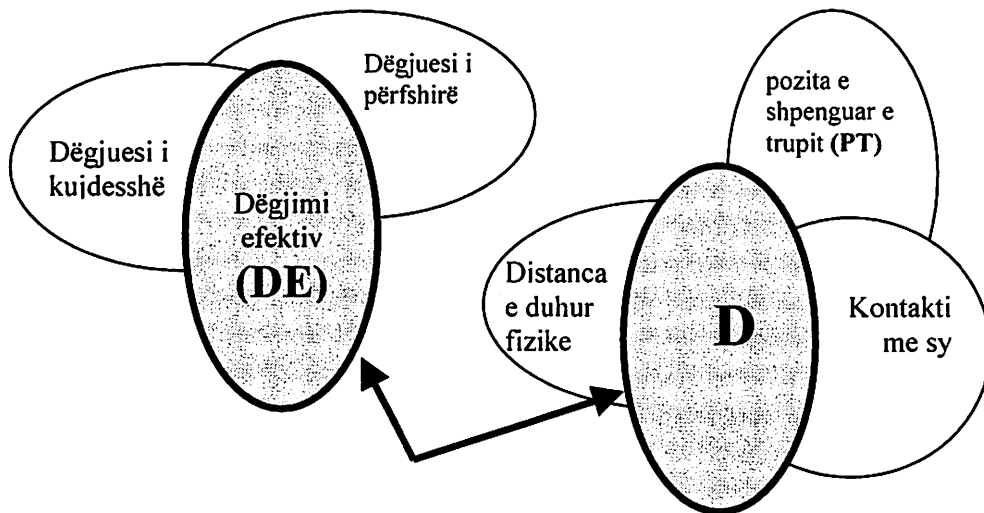 Dëgjuesi i
përfshirë
Dëgjuesi i
kujdesshë
Dëgjimi
efektiv
(DE)
pozita e
shpenguar e
trupit (PT)
Distanca
e duhur
fizike
D
Kontakti
me sy